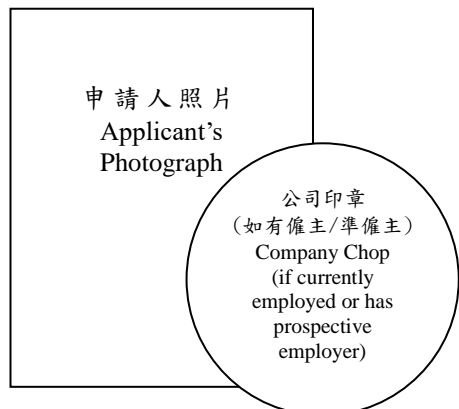 申請人照片
Applicant’s
Photograph
公司印章
（如有僱主/準僱主）
Company Chop
(if currently
employed or has
prospective
employer)